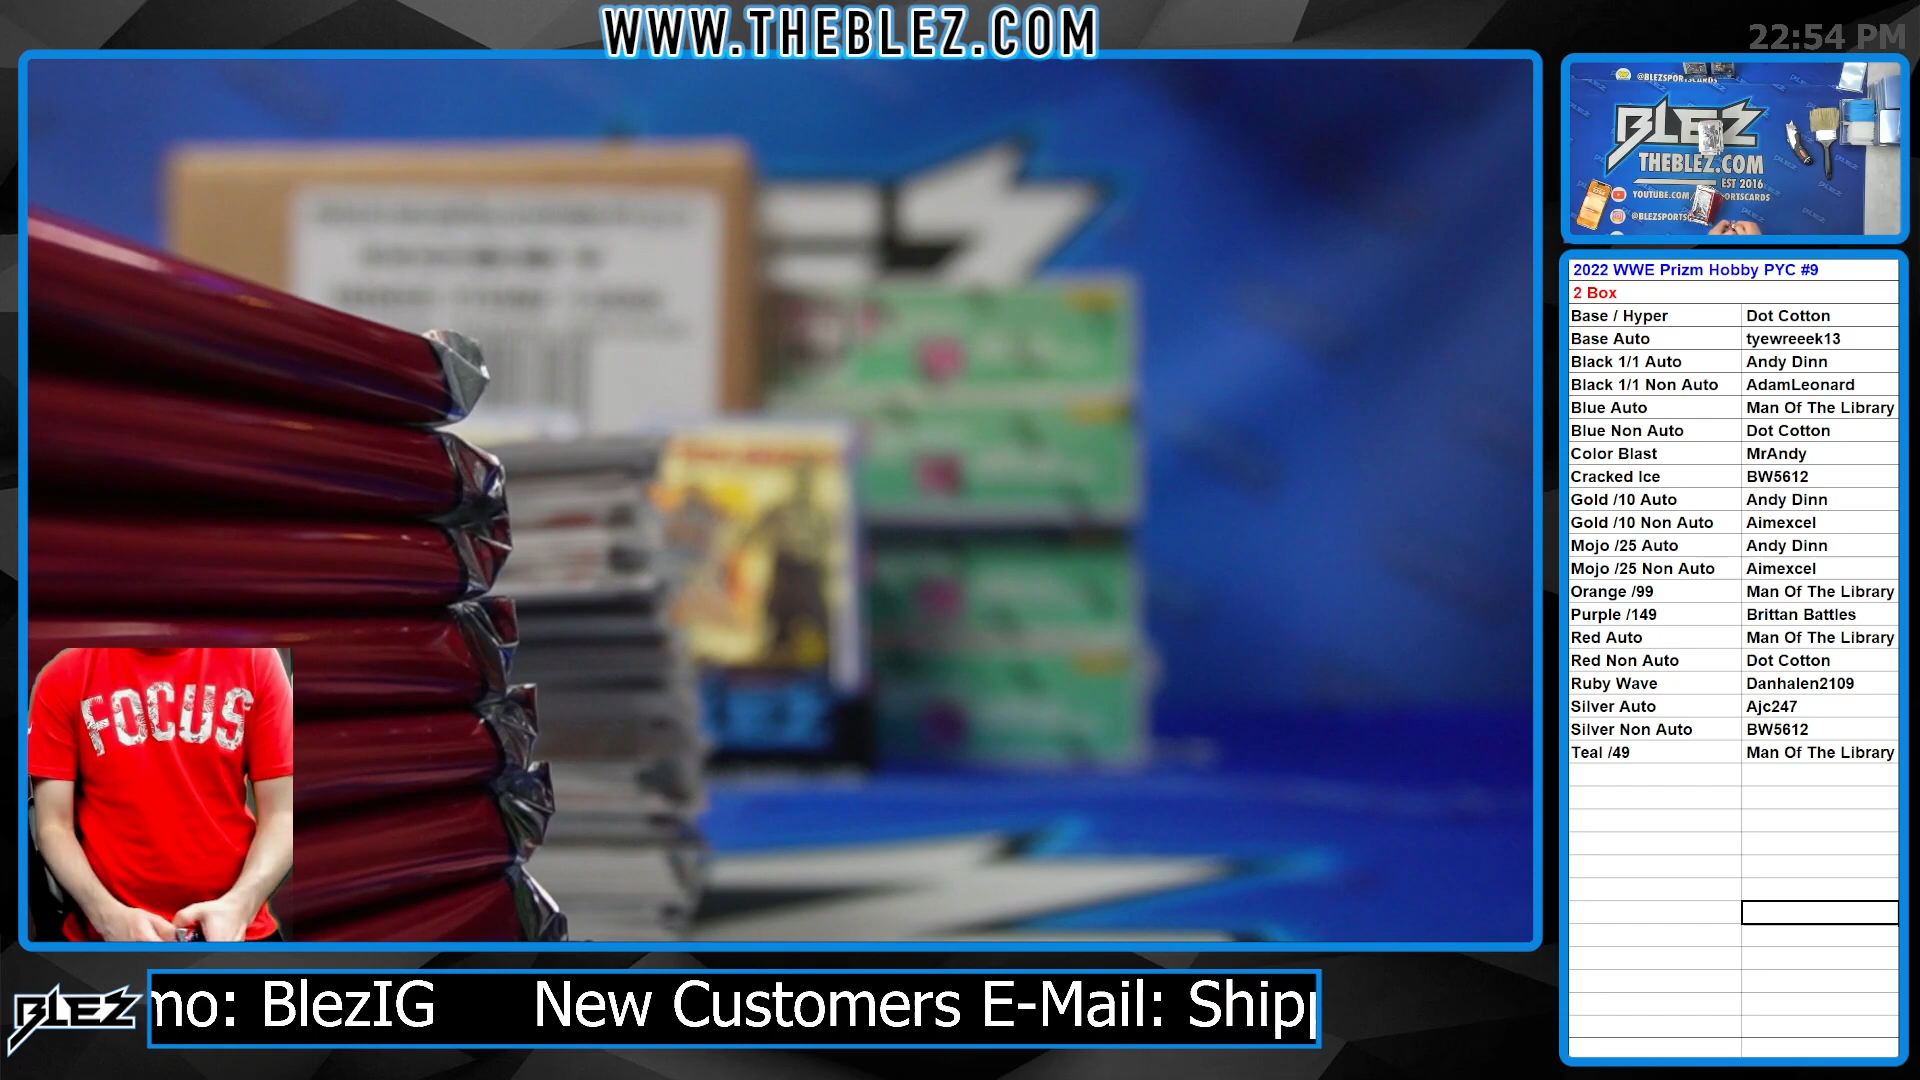 WWW.THEBLEZ.COM
22:54 PM
@BLEZSPORTSCARDS
BLEZ
THEBLEZ.COM
EST 2016
YOUTUBE.COM/
@BLEZSPORTS
2022 WWE Prizm Hobby PYC #9
2 Box
Base / Hyper Dot Cotton
Base Auto tyewreeek13
Black 1/1 Auto Andy Dinn
Black 1/1 Non Auto AdamLeonard
Blue Auto Man Of The Library
Blue Non Auto Dot Cotton
Color Blast MrAndy
Cracked Ice BW5612
Gold /10 Auto Andy Dinn
Gold /10 Non Auto Aimexcel
Mojo /25 Auto Andy Dinn
Mojo /25 Non Auto Aimexcel
Orange /99 Man Of The Library
Purple /149 Brittan Battles
Red Auto Man Of The Library
Red Non Auto Dot Cotton
Ruby Wave Danhalen2109
Silver Auto Ajc247
Silver Non Auto BW5612
Teal /49 Man Of The Library
FOCUS
BLEZ
mo: BlezIG New Customers E-Mail: Shipp